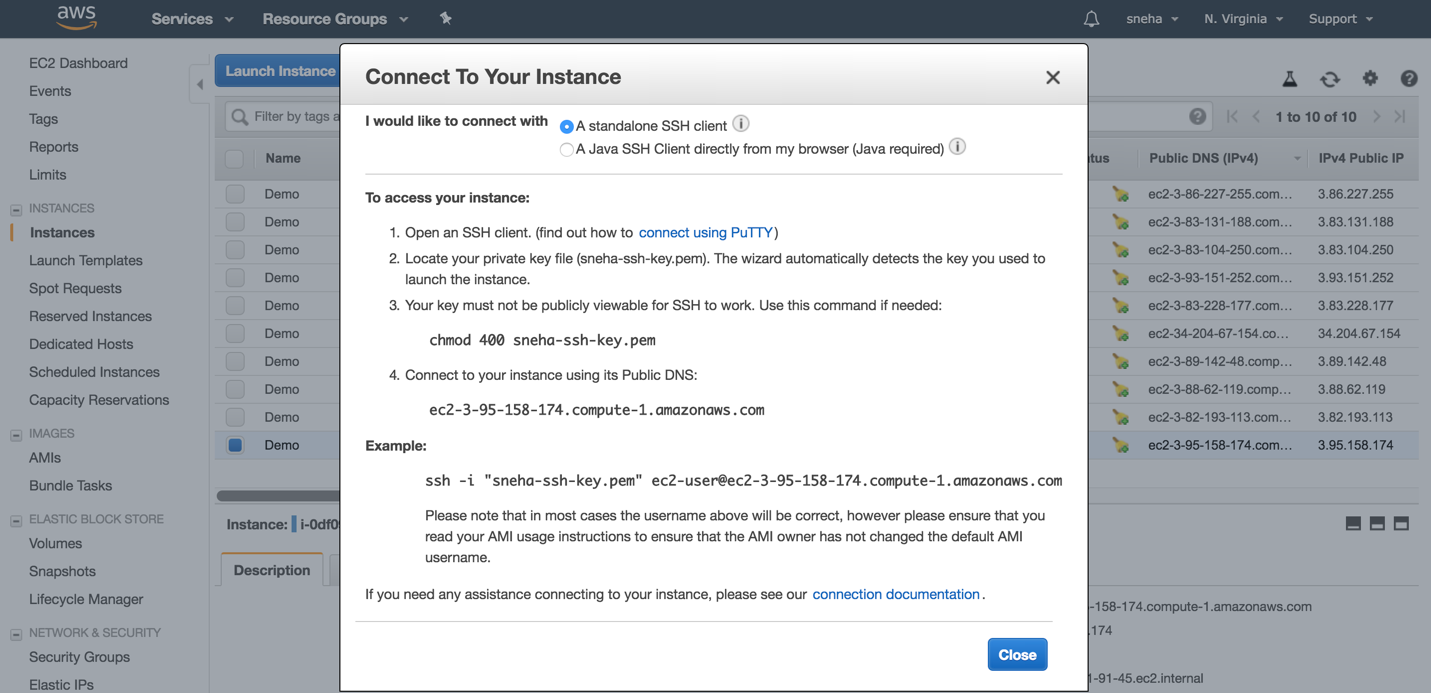 aws
Services
Resource Groups
sneha
N. Virginia
Support
EC2 Dashboard
Events
Tags
Reports
Limits
INSTANCES
Instances
Launch Templates
Spot Requests
Reserved Instances
Dedicated Hosts
Scheduled Instances
Capacity Reservations
IMAGES
AMIs
Bundle Tasks
ELASTIC BLOCK STORE
Volumes
Snapshots
Lifecycle Manager
NETWORK & SECURITY
Security Groups
Elastic IPs
Launch Instance
Filter by tags a
1 to 10 of 10
Name
tus
Public DNS (IPv4)
IPv4 Public IP
Demo
ec2-3-86-227-255.com...
3.86.227.255
Demo
ec2-3-83-131-188.com...
3.83.131.188
Demo
ec2-3-83-104-250.com...
3.83.104.250
Demo
ec2-3-93-151-252.com...
3.93.151.252
Demo
ec2-3-83-228-177.com...
3.83.228.177
Demo
ec2-34-204-67-154.co...
34.204.67.154
Demo
ec2-3-89-142-48.comp...
3.89.142.48
Demo
ec2-3-88-62-119.comp...
3.88.62.119
Demo
ec2-3-82-193-113.com...
3.82.193.113
Demo
ec2-3-95-158-174.com...
3.95.158.174
Instance: i-0df09
Description
-158-174.compute-1.amazonaws.com
.174
1-91-45.ec2.internal
Connect To Your Instance
I would like to connect with
A standalone SSH client
A Java SSH Client directly from my browser (Java required)
To access your instance:
1. Open an SSH client. (find out how to connect using PuTTY)
2. Locate your private key file (sneha-ssh-key.pem). The wizard automatically detects the key you used to
launch the instance.
3. Your key must not be publicly viewable for SSH to work. Use this command if needed:
chmod 400 sneha-ssh-key.pem
4. Connect to your instance using its Public DNS:
ec2-3-95-158-174.compute-1.amazonaws.com
Example:
ssh -i "sneha-ssh-key.pem" ec2-user@ec2-3-95-158-174.compute-1.amazonaws.com
Please note that in most cases the username above will be correct, however please ensure that you
read your AMI usage instructions to ensure that the AMI owner has not changed the default AMI
username.
If you need any assistance connecting to your instance, please see our connection documentation.
Close